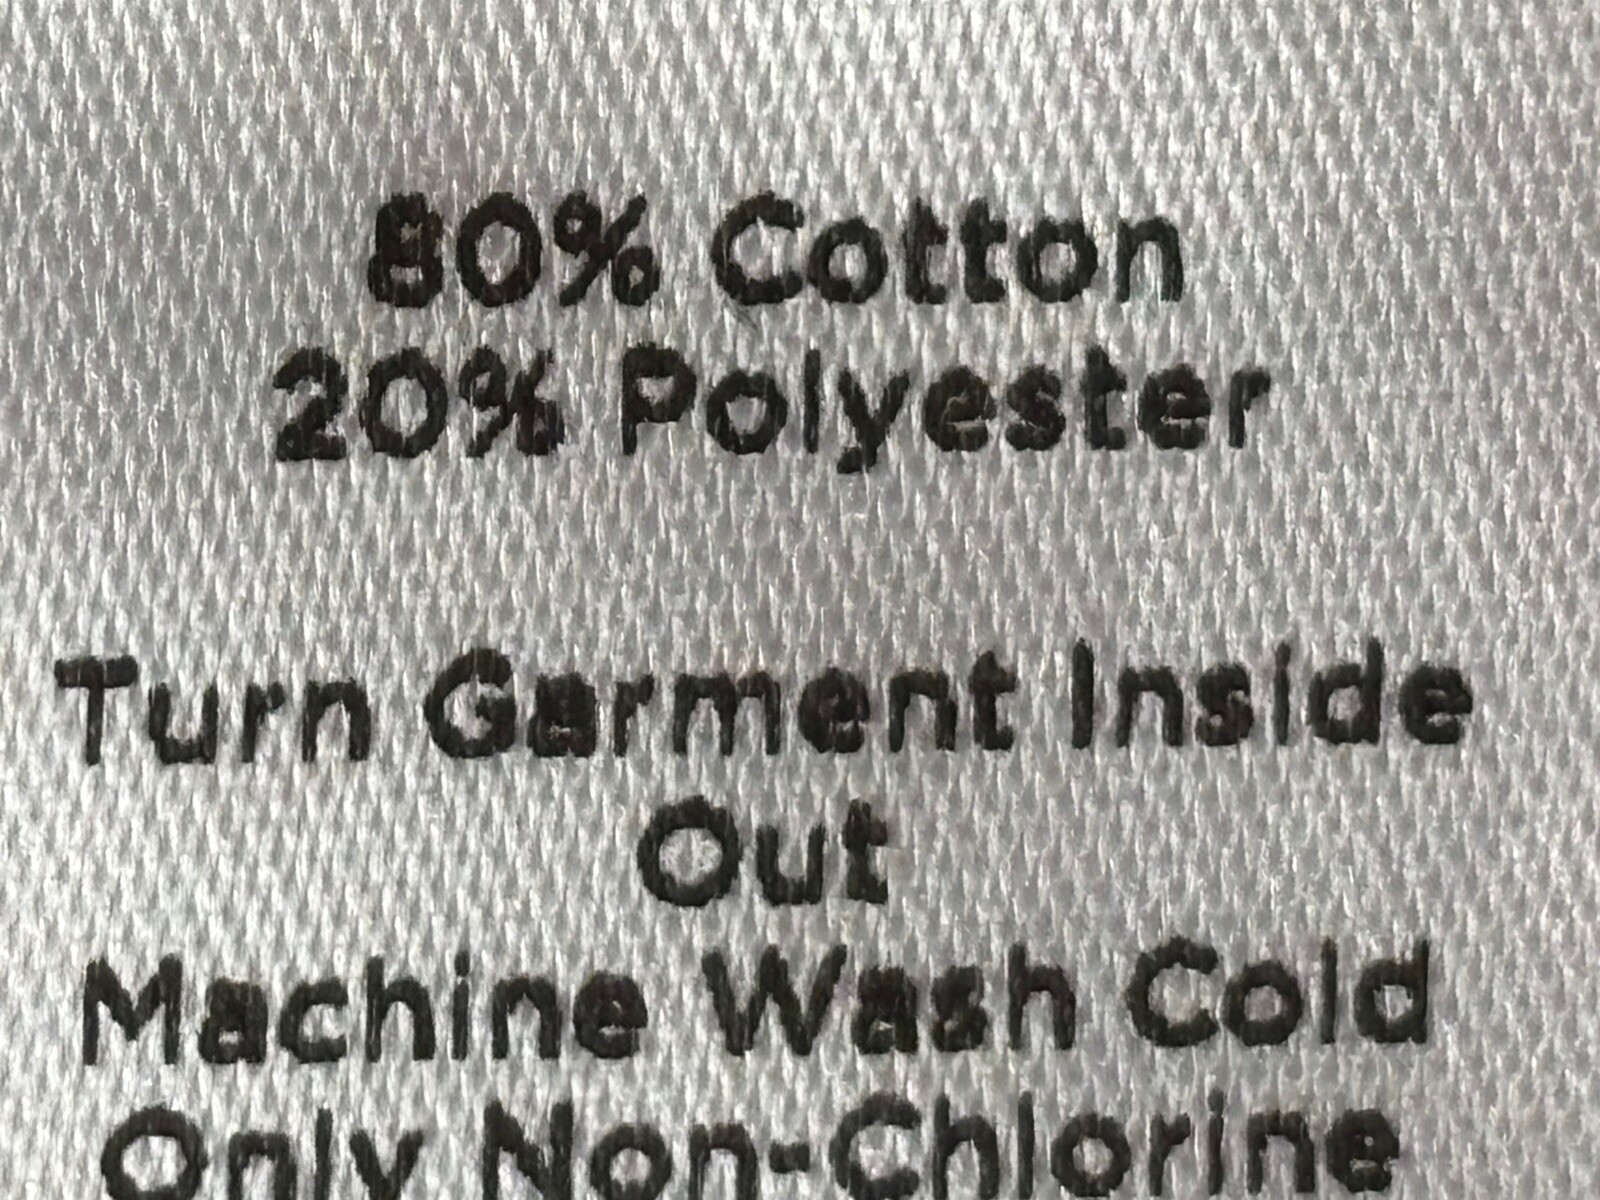 80% Cotton
20% Polyester
Turn Garment Inside
Out
Machine Wash Cold
Only Non-Chlorine